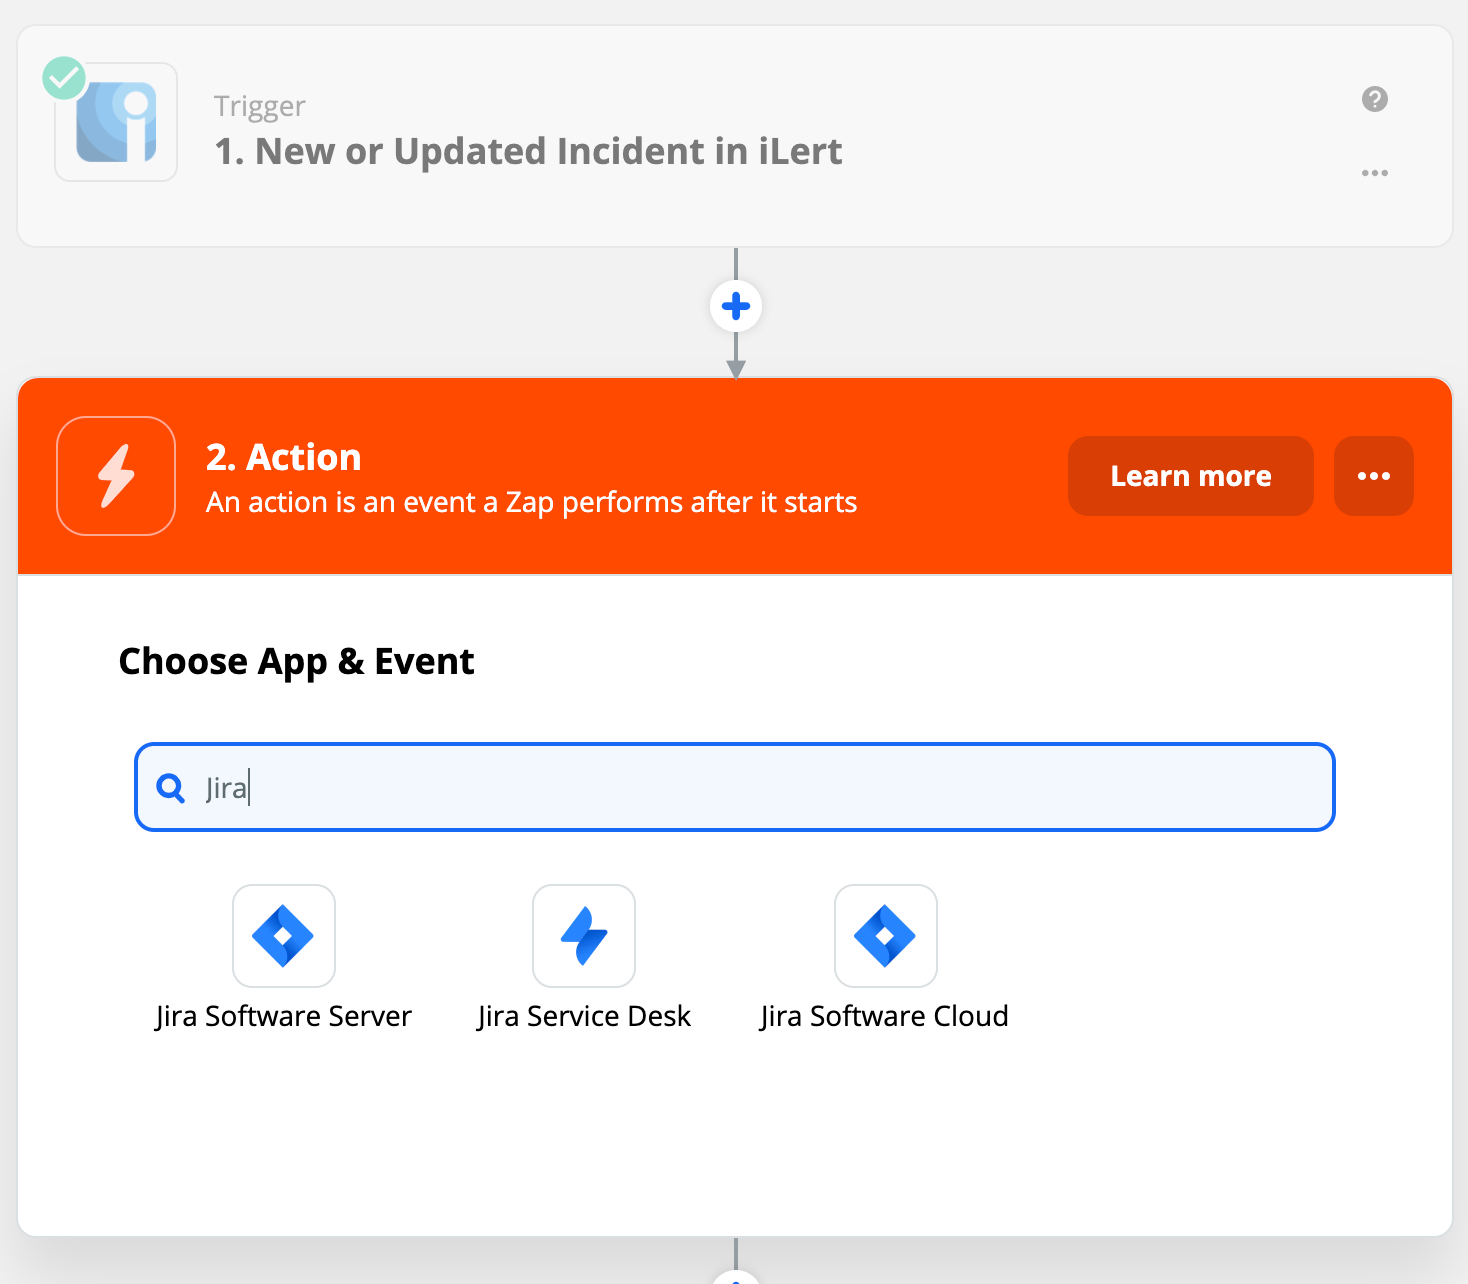 Trigger
1. New or Updated Incident in iLert
2. Action
An action is an event a Zap performs after it starts
Learn more
Choose App & Event
Jira
Jira Software Server
Jira Service Desk
Jira Software Cloud